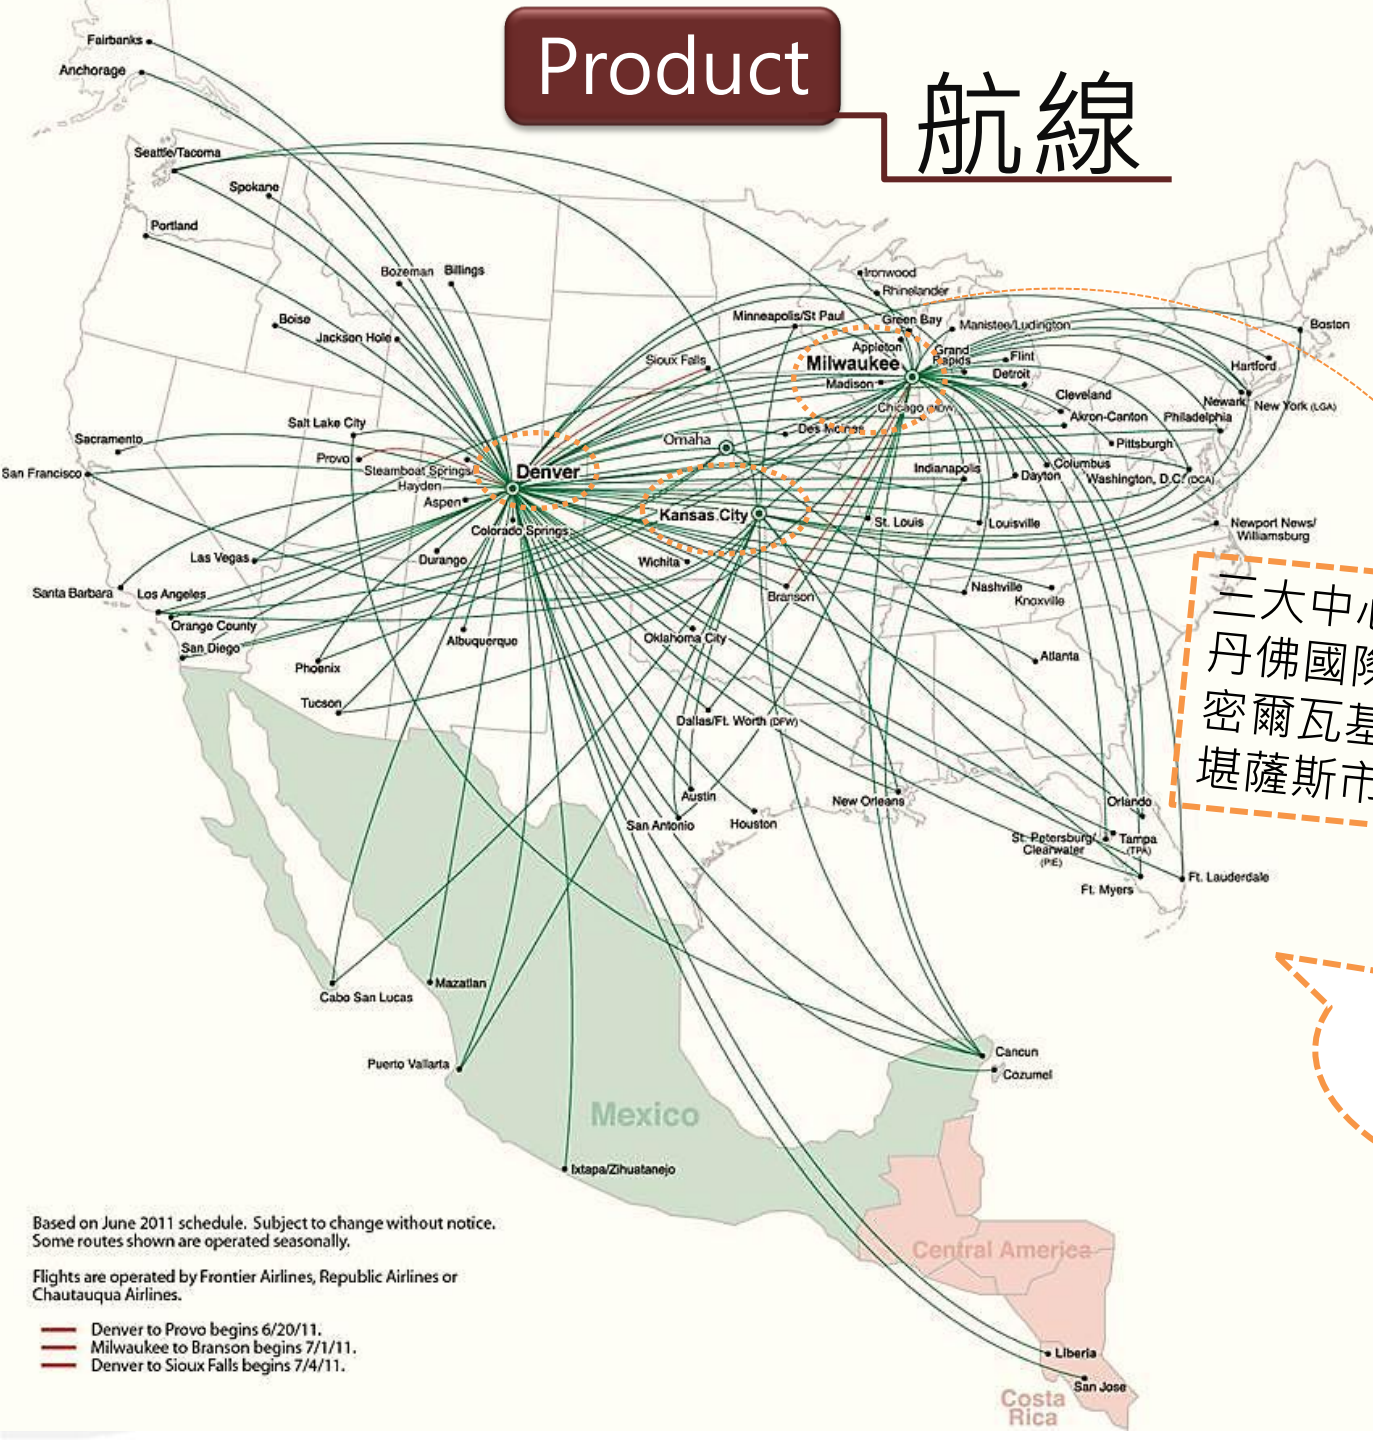 Product
航線
Fairbanks
Anchorage
Seattle/Tacoma
Spokane
Portland
Bozeman
Billings
Boise
Jackson Hole
Ironwood
Rhinelander
Minneapolis/St Paul
Green Bay
Manistee/Ludington
Boston
Appleton
Grand
Rapids
Flint
Sioux Falls
Milwaukee
Hartford
Madison
Detroit
Cleveland
Newark
New York (LGA)
Chicago (MDW)
Akron-Canton
Philadelphia
Salt Lake City
Des Moines
Sacramento
Omaha
Pittsburgh
Provo
Steamboat Springs/
Hayden
Denver
Indianapolis
Columbus
San Francisco
Dayton
Washington, D.C. (DCA)
Aspen
Kansas City
St. Louis
Louisville
Newport News/
Williamsburg
Colorado Springs
Las Vegas
Durango
Wichita
Santa Barbara
Los Angeles
Branson
Nashville
Knoxville
Orange County
Albuquerque
Oklahoma City
San Diego
Phoenix
Atlanta
Tucson
Dallas/Ft. Worth (DFW)
三大中心
丹佛國際
密爾瓦基
堪薩斯市
Austin
New Orleans
Orlando
San Antonio
Houston
St. Petersburg/
Clearwater
(PIE)
Tampa
(TPA)
Ft. Myers
Ft. Lauderdale
Cabo San Lucas
Mazatlan
Puerto Vallarta
Cancun
Cozumel
Mexico
Ixtapa/Zihuatanejo
Central America
Liberia
San Jose
Costa
Rica
Based on June 2011 schedule. Subject to change without notice.
Some routes shown are operated seasonally.
Flights are operated by Frontier Airlines, Republic Airlines or
Chautauqua Airlines.
Denver to Provo begins 6/20/11.
Milwaukee to Branson begins 7/1/11.
Denver to Sioux Falls begins 7/4/11.